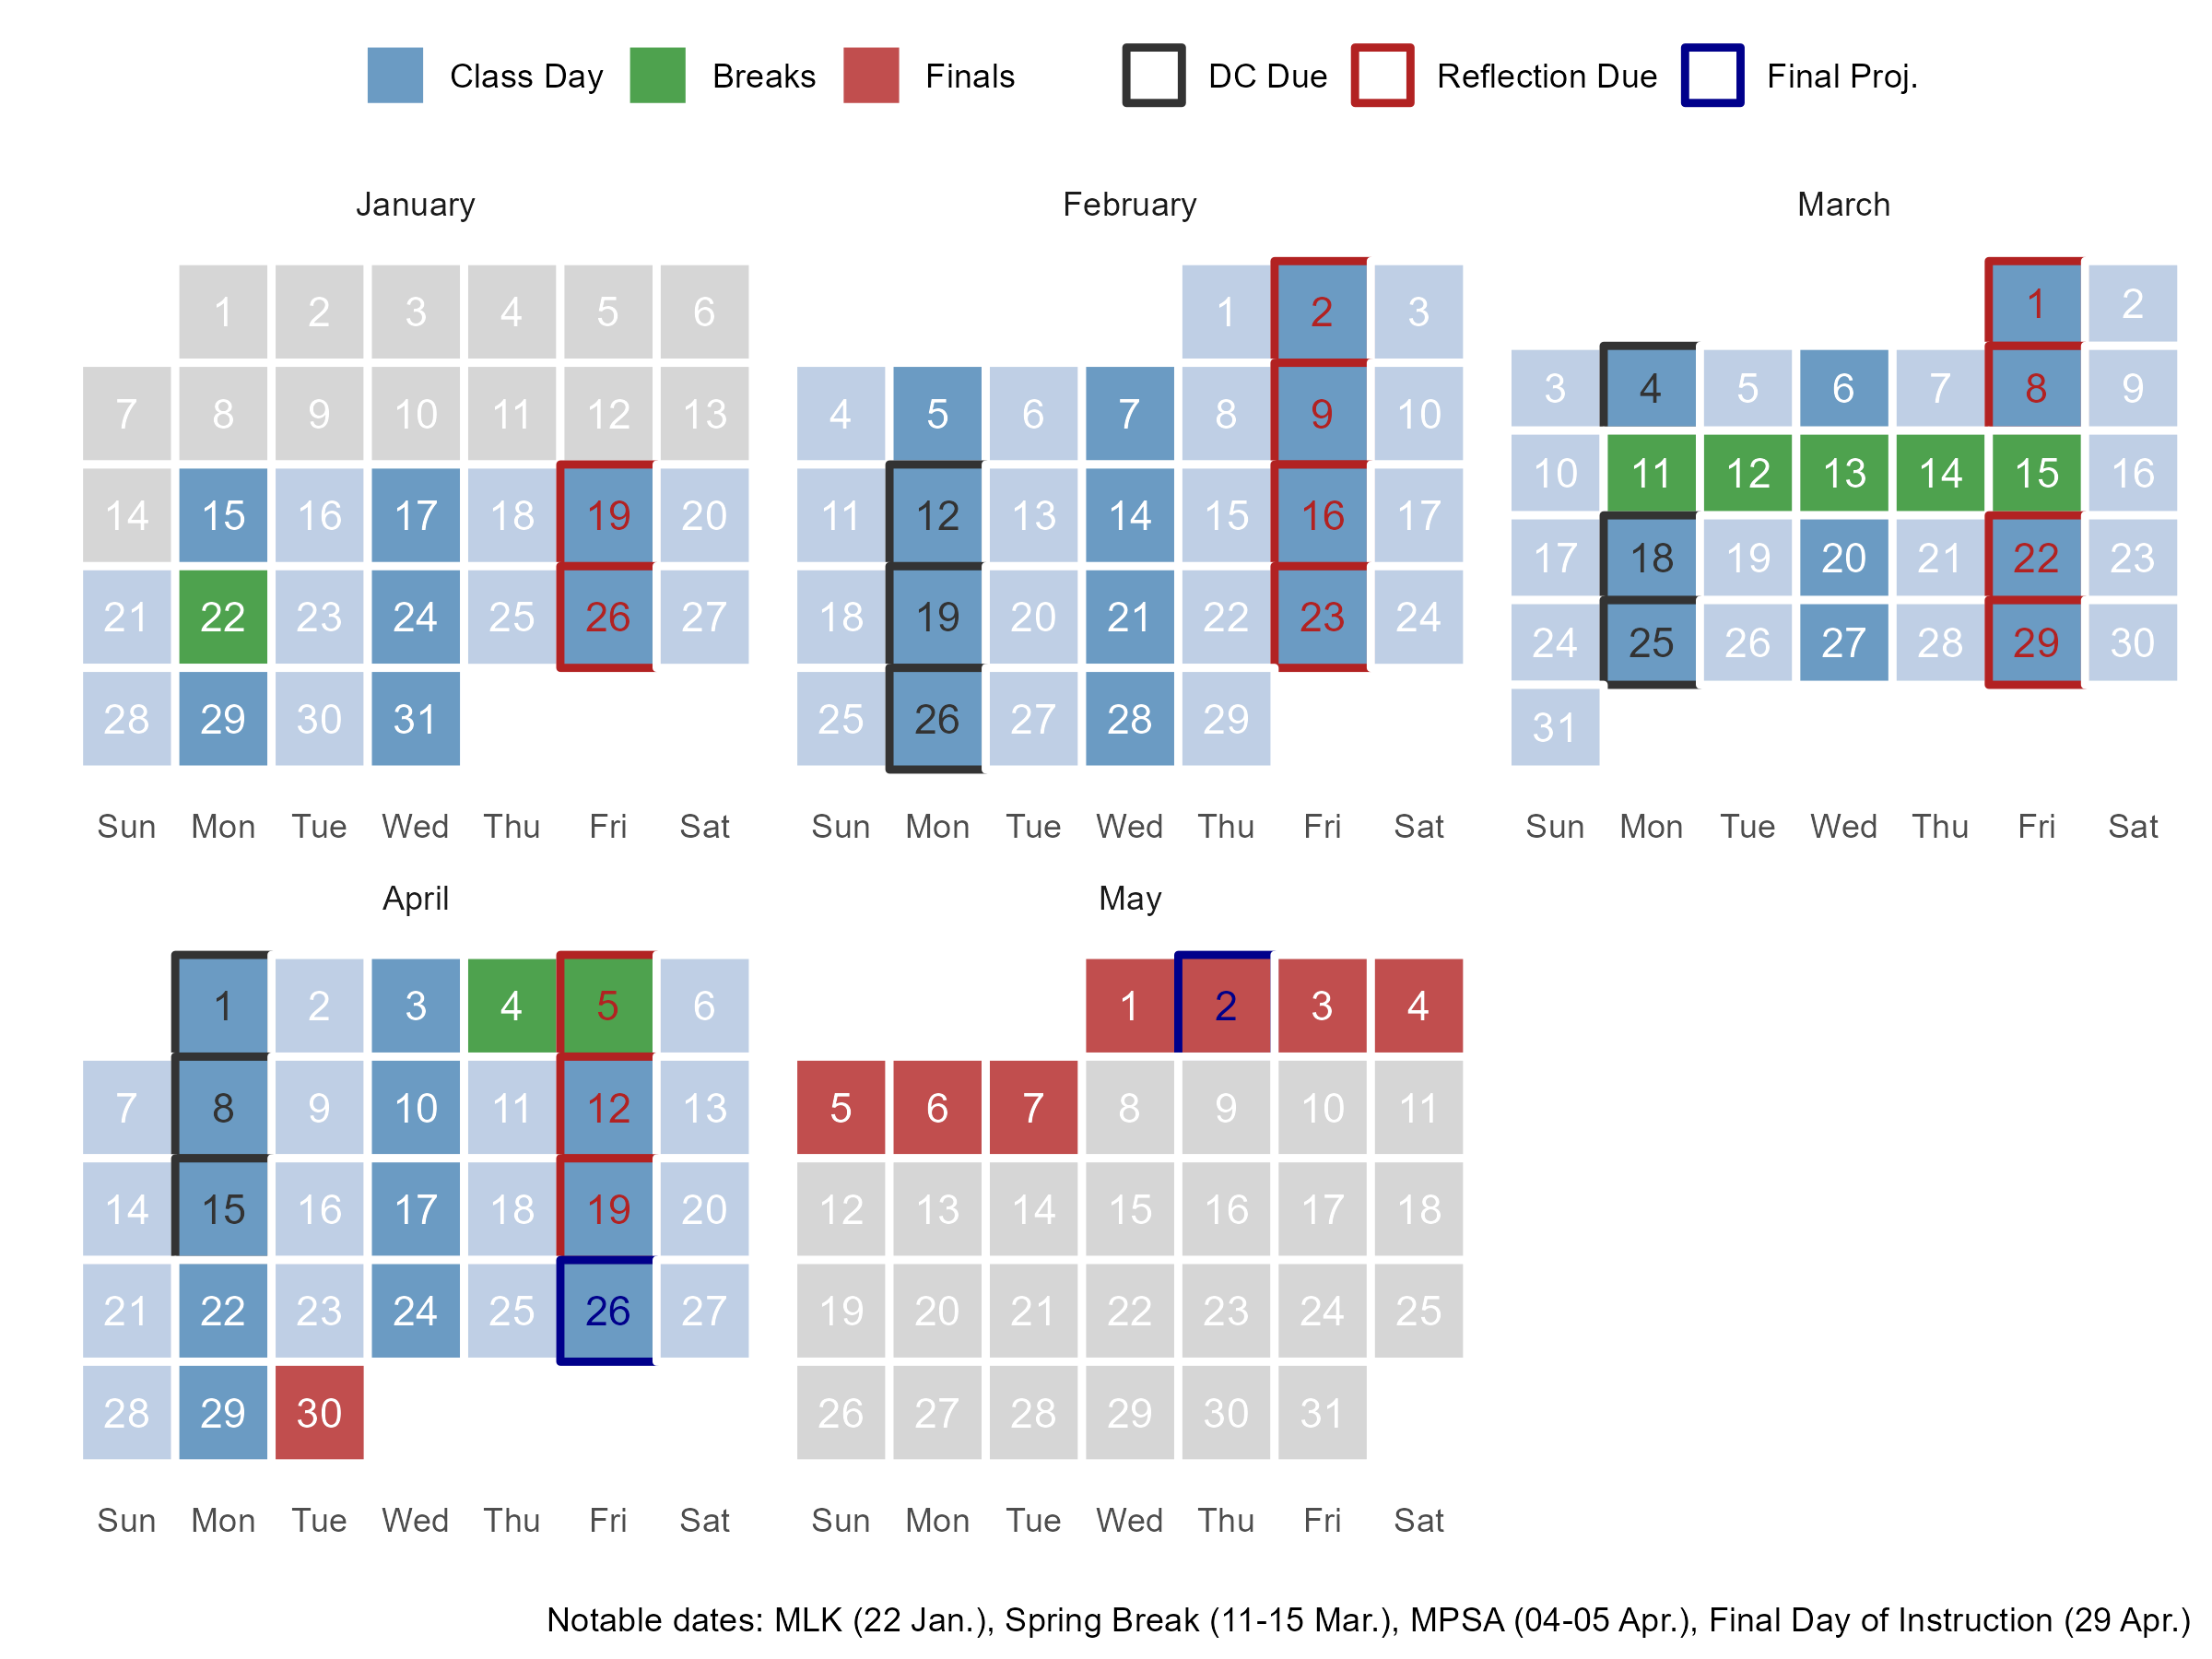 Class Day Breaks Finals DC Due Reflection Due Final Proj.
January
1 2 3 4 5 6
7 8 9 10 11 12 13
14 15 16 17 18 19 20
21 22 23 24 25 26 27
28 29 30 31
Sun Mon Tue Wed Thu Fri Sat
February
1 2 3
4 5 6 7 8 9 10
11 12 13 14 15 16 17
18 19 20 21 22 23 24
25 26 27 28 29
Sun Mon Tue Wed Thu Fri Sat
March
1 2
3 4 5 6 7 8 9
10 11 12 13 14 15 16
17 18 19 20 21 22 23
24 25 26 27 28 29 30
31
Sun Mon Tue Wed Thu Fri Sat
April
1 2 3 4 5 6
7 8 9 10 11 12 13
14 15 16 17 18 19 20
21 22 23 24 25 26 27
28 29 30
Sun Mon Tue Wed Thu Fri Sat
May
1 2 3 4
5 6 7 8 9 10 11
12 13 14 15 16 17 18
19 20 21 22 23 24 25
26 27 28 29 30 31
Sun Mon Tue Wed Thu Fri Sat
Notable dates: MLK (22 Jan.), Spring Break (11-15 Mar.), MPSA (04-05 Apr.), Final Day of Instruction (29 Apr.)